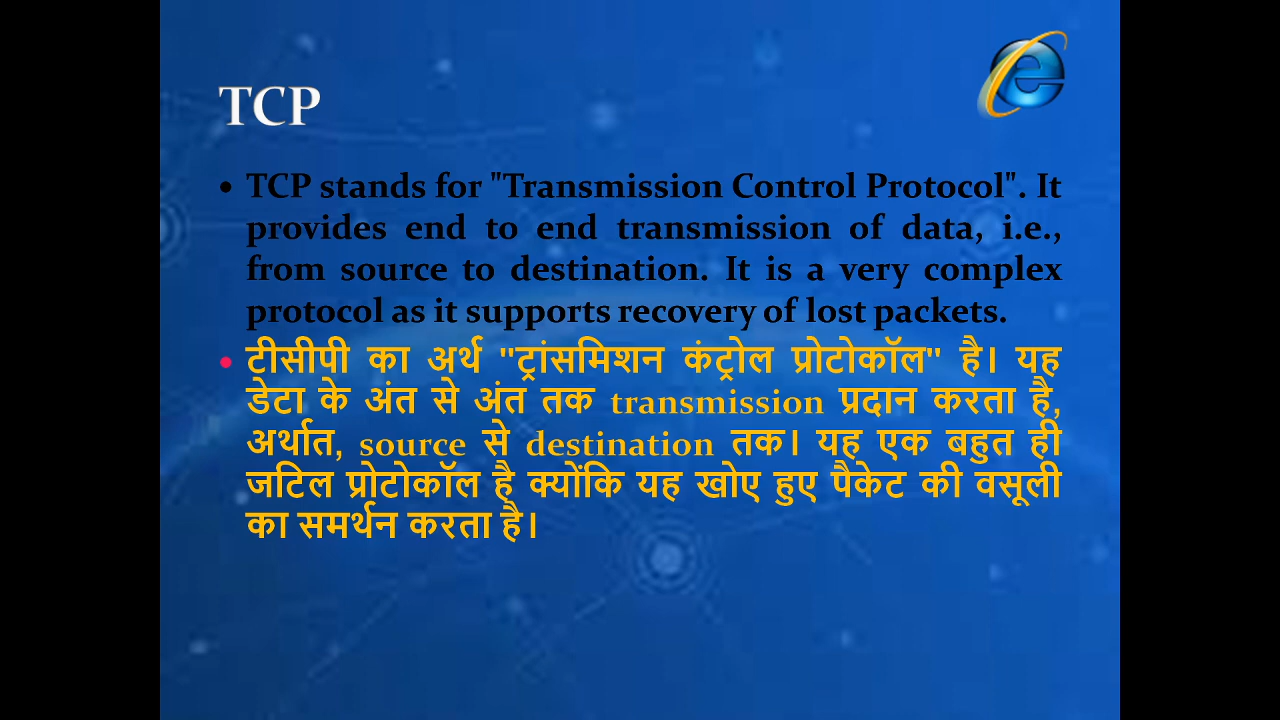 TCP
• TCP stands for "Transmission Control Protocol". It
provides end to end transmission of data, i.e.,
from source to destination. It is a very complex
protocol as it supports recovery of lost packets.
• टीसीपी का अर्थ "ट्रांसमिशन कंट्रोल प्रोटोकॉल" है। यह
डेटा के अंत से अंत तक transmission प्रदान करता है,
अर्थात, source से destination तक। यह एक बहुत ही
जटिल प्रोटोकॉल है क्योंकि यह खोए हुए पैकेट की वसूली
का समर्थन करता है।